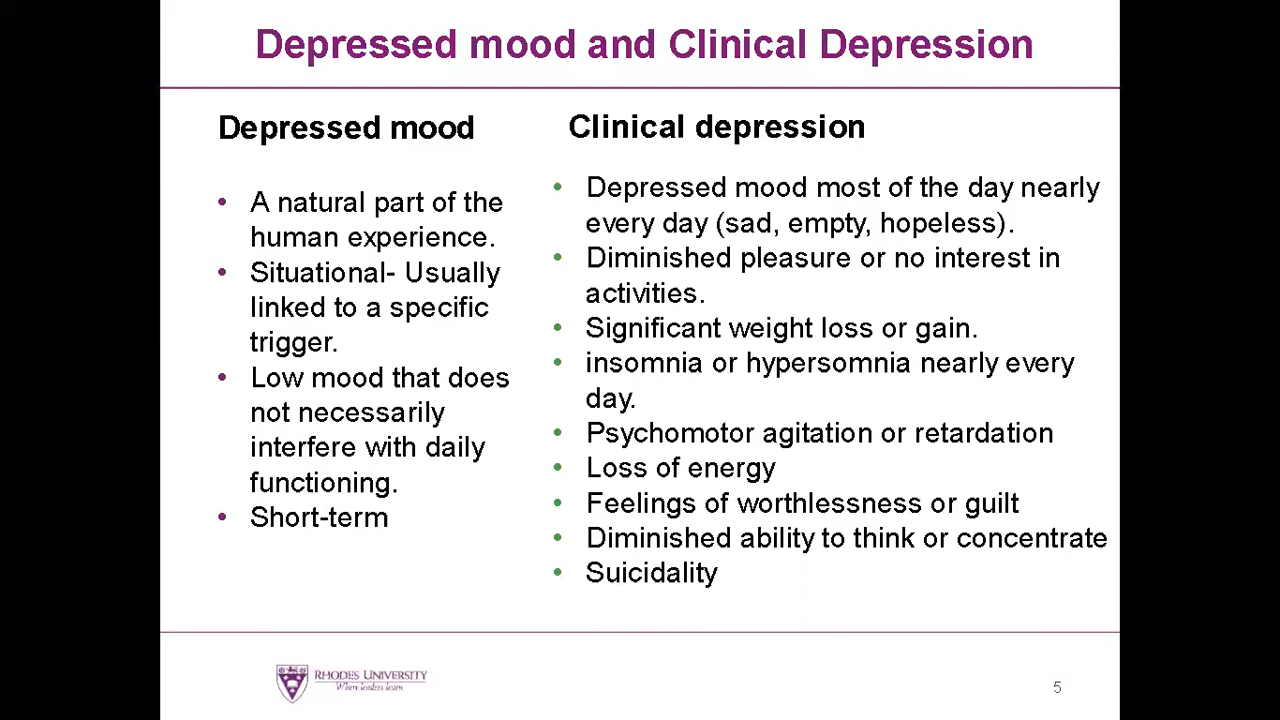 Depressed mood and Clinical Depression
Depressed mood
• A natural part of the
human experience.
• Situational- Usually
linked to a specific
trigger.
• Low mood that does
not necessarily
interfere with daily
functioning.
• Short-term
Clinical depression
• Depressed mood most of the day nearly
every day (sad, empty, hopeless).
• Diminished pleasure or no interest in
activities.
• Significant weight loss or gain.
• insomnia or hypersomnia nearly every
day.
• Psychomotor agitation or retardation
• Loss of energy
• Feelings of worthlessness or guilt
• Diminished ability to think or concentrate
• Suicidality
RHODES UNIVERSITY
Where leaders learn
5